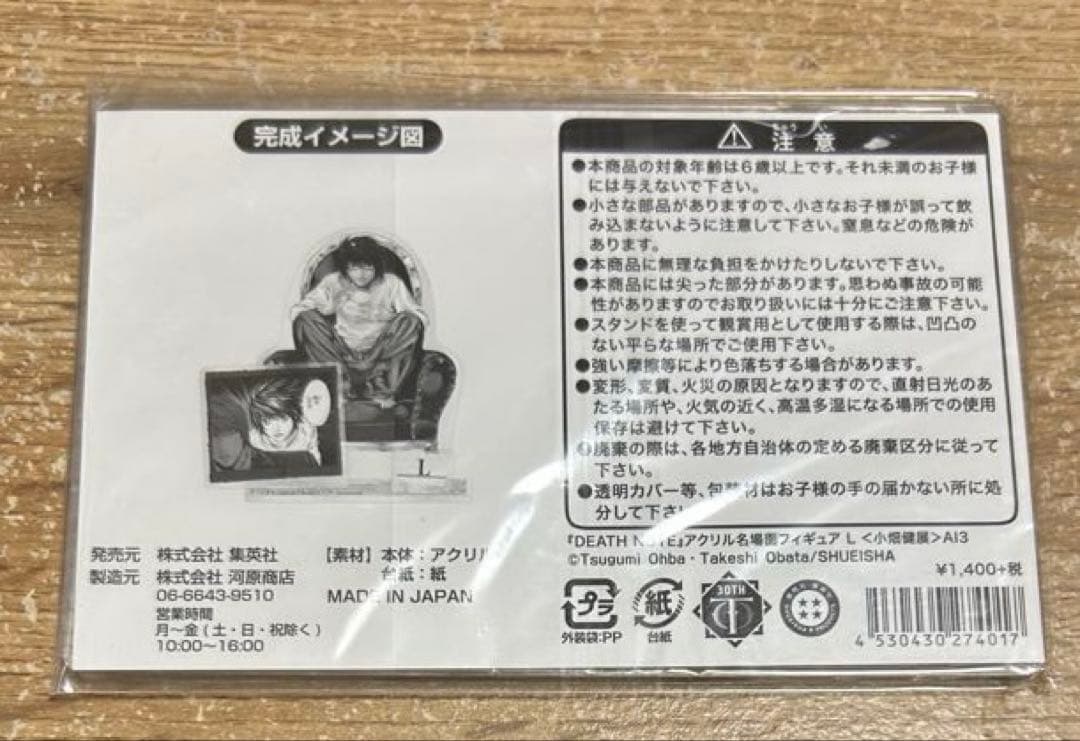 完成イメージ図
L
発売元 株式会社 集英社
製造元 株式会社 河原商店
06-6643-9510
営業時間
月〜金(土・日・祝除く)
10:00〜16:00
【素材】本体：アクリル
台紙：紙
MADE IN JAPAN
注意
ちゅう い
●本商品の対象年齢は6歳以上です。それ未満のお子様
には与えないで下さい。
●小さな部品がありますので、小さなお子様が誤って飲
み込まないように注意して下さい。窒息などの危険が
あります。
●本商品に無理な負担をかけたりしないで下さい。
●本商品には尖った部分があります。思わぬ事故の可能
性がありますのでお取り扱いには十分にご注意下さい。
●スタンドを使って観賞用として使用する際は、凹凸の
ない平らな場所でご使用下さい。
●強い摩擦等により色落ちする場合があります。
●変形、変質、火災の原因となりますので、直射日光のあ
たる場所や、火気の近く、高温多湿になる場所での使用
保存は避けて下さい。
●廃棄の際は、各地方自治体の定める廃棄区分に従って
下さい。
●透明カバー等、包装材はお子様の手の届かない所に処
分して下さい
『DEATH NOTE』アクリル名場面フィギュア L <小畑健展>A13
©Tsugumi Ohba・Takeshi Obata/SHUEISHA
¥1,400+税
プラ
外装袋:PP
紙
台紙
30TH
4 530430 274017